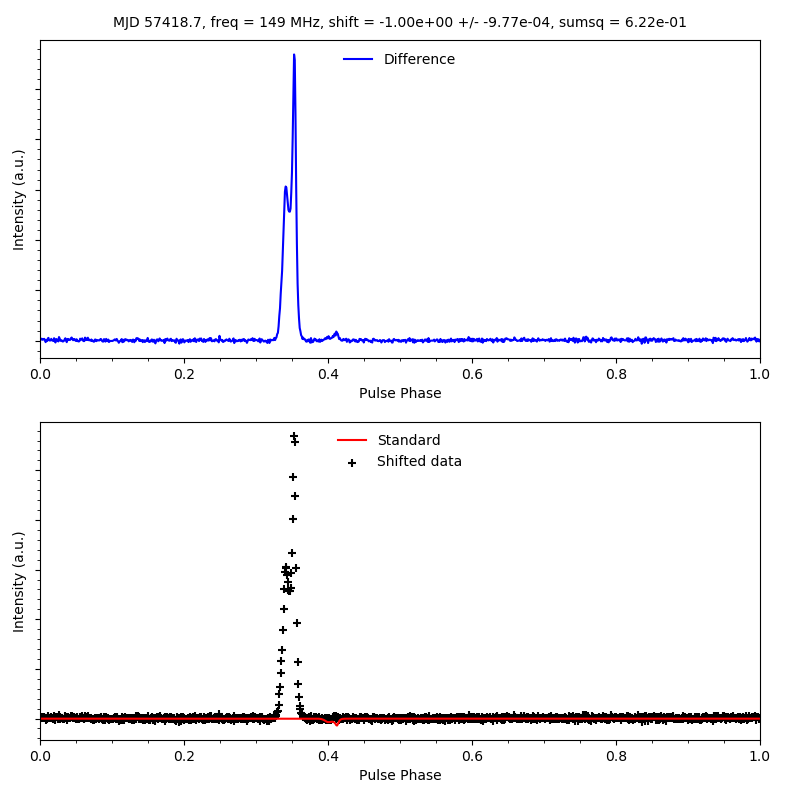 MJD 57418.7, freq = 149 MHz, shift = -1.00e+00 +/- -9.77e-04, sumsq = 6.22e-01
Difference
Intensity (a.u.)
0.0 0.2 0.4 0.6 0.8 1.0
Pulse Phase
Standard
Shifted data
Intensity (a.u.)
0.0 0.2 0.4 0.6 0.8 1.0
Pulse Phase